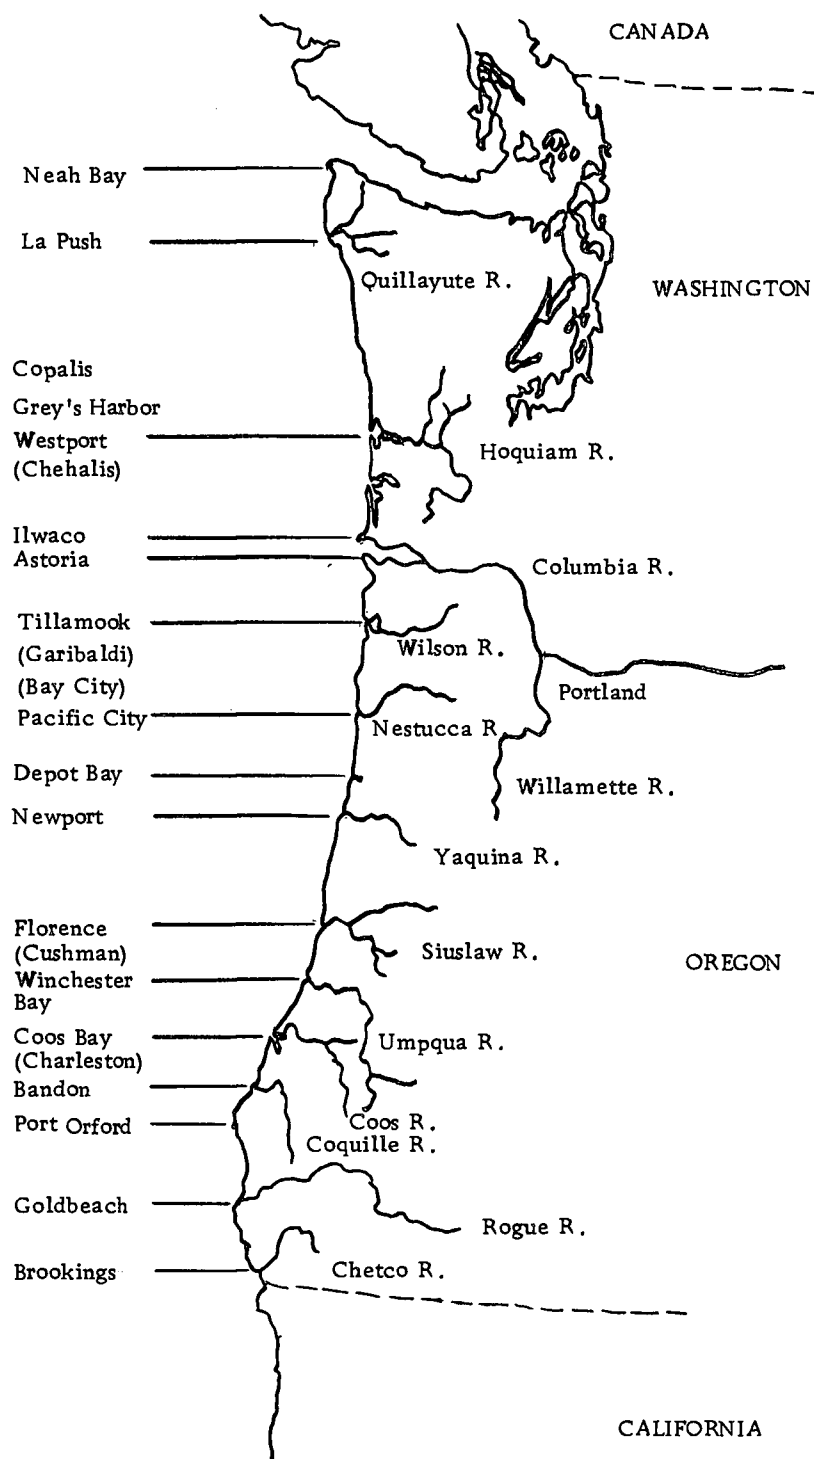 CANADA
Neah Bay
La Push
Quillayute R.
WASHINGTON
Copalis
Grey's Harbor
Westport
(Chehalis)
Hoquiam R.
Ilwaco
Astoria
Columbia R.
Tillamook
(Garibaldi)
(Bay City)
Wilson R.
Portland
Pacific City
Nestucca R
Depot Bay
Willamette R.
Newport
Yaquina R.
Florence
(Cushman)
Siuslaw R.
OREGON
Winchester
Bay
Coos Bay
(Charleston)
Umpqua R.
Bandon
Port Orford
Coos R.
Coquille R.
Goldbeach
Rogue R.
Brookings
Chetco R.
CALIFORNIA